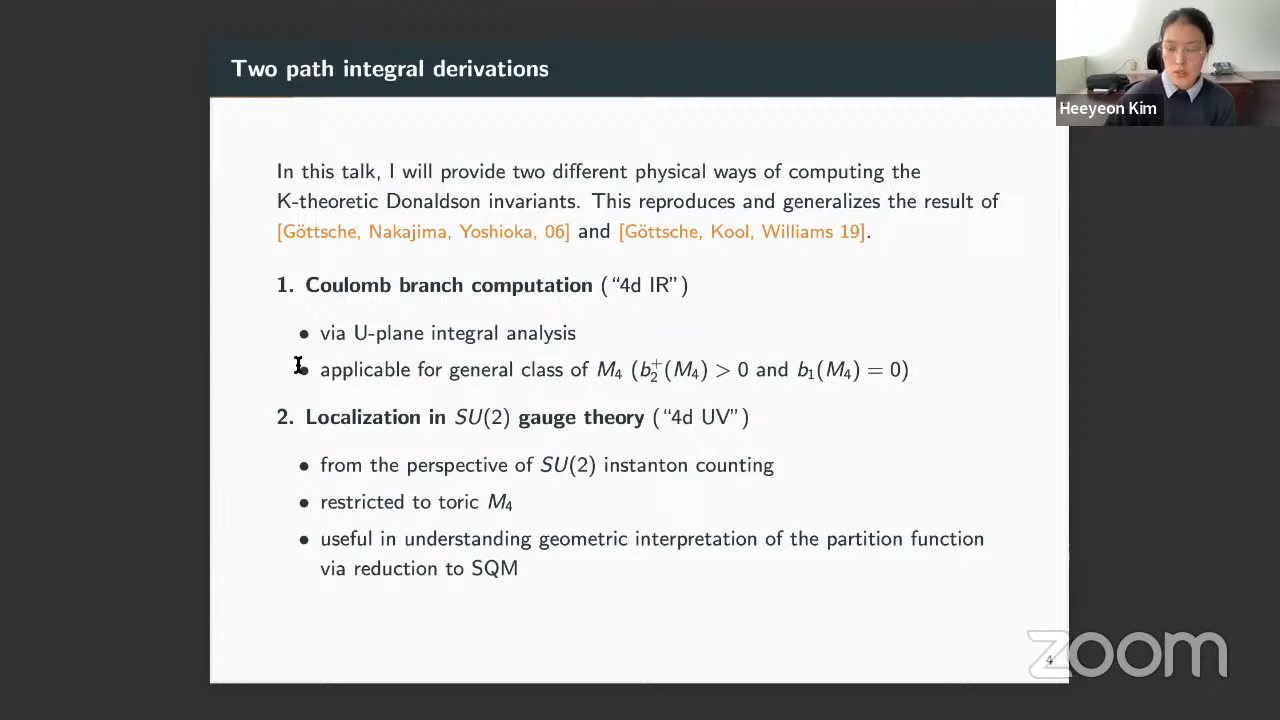 Two path integral derivations
Heeyeon Kim
In this talk, I will provide two different physical ways of computing the
K-theoretic Donaldson invariants. This reproduces and generalizes the result of
[Göttsche, Nakajima, Yoshioka, 06] and [Göttsche, Kool, Williams 19].
1. Coulomb branch computation (“4d IR”)
• via U-plane integral analysis
• applicable for general class of M₄ (b₂⁺(M₄) > 0 and b₁(M₄) = 0)
2. Localization in SU(2) gauge theory (“4d UV”)
• from the perspective of SU(2) instanton counting
• restricted to toric M₄
• useful in understanding geometric interpretation of the partition function
via reduction to SQM
4
zoom